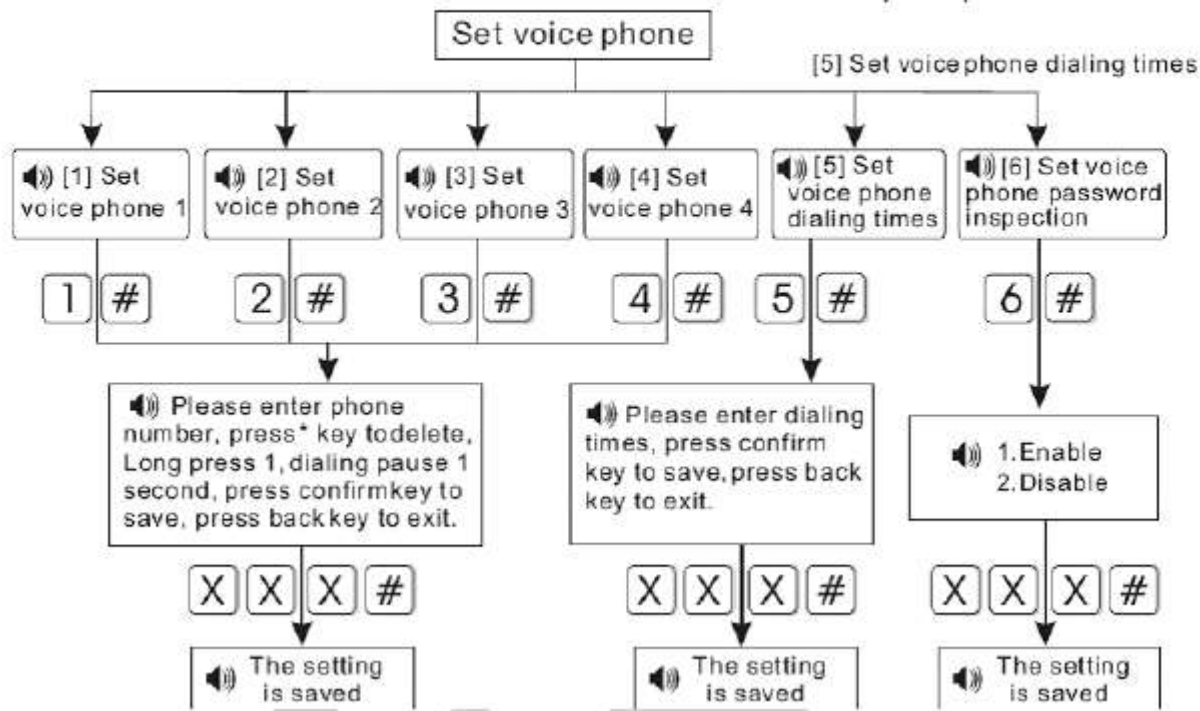 Set voice phone
[5] Set voice phone dialing times
[1] Set
voice phone 1
[2] Set
voice phone 2
[3] Set
voice phone 3
[4] Set
voice phone 4
[5] Set
voice phone
dialing times
[6] Set voice
phone password
inspection
1 #
2 #
3 #
4 #
5 #
6 #
Please enter phone
number, press* key todelete,
Long press 1, dialing pause 1
second, press confirmkey to
save, press backkey to exit.
Please enter dialing
times, press confirm
key to save, press back
key to exit.
1.Enable
2.Disable
X X X #
X X X #
X X X #
The setting
is saved
The setting
is saved
The setting
is saved